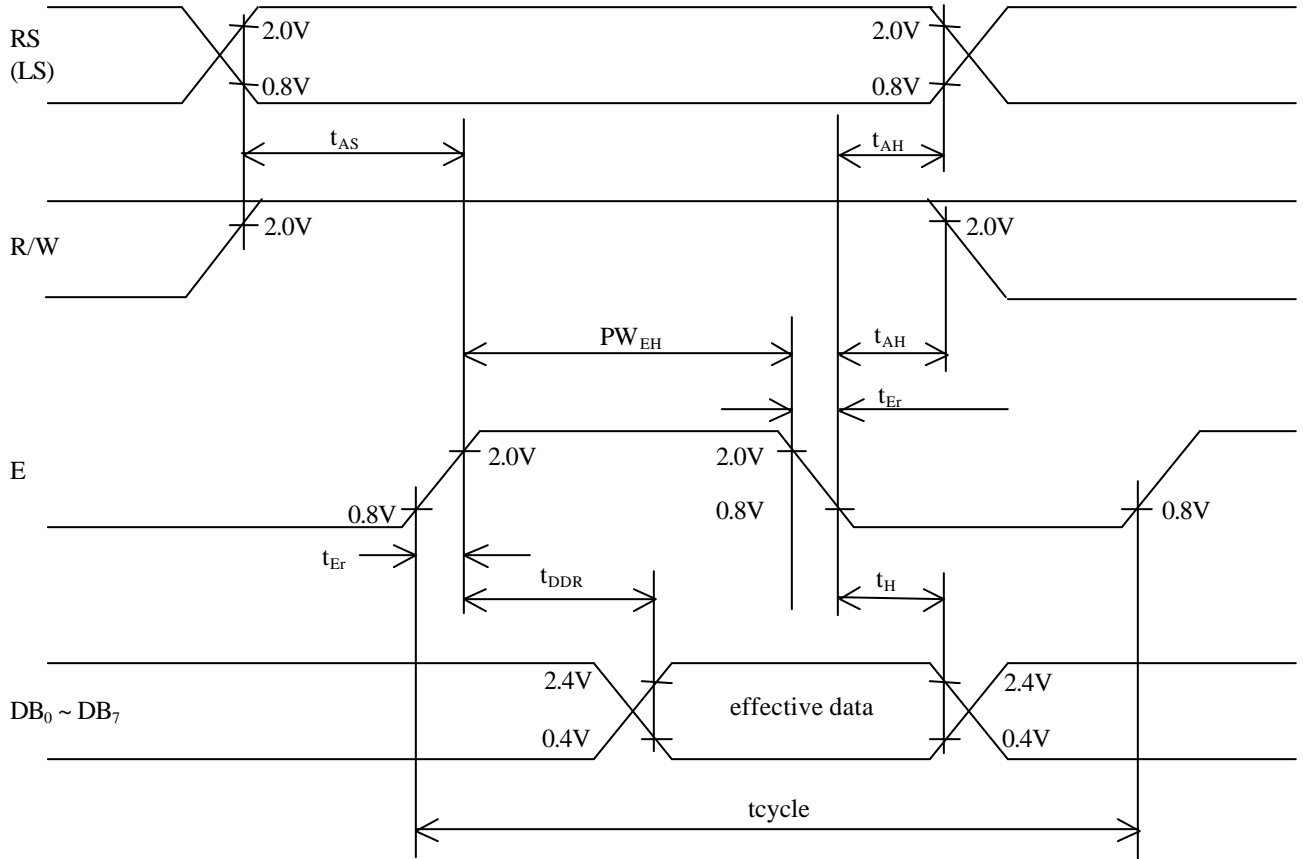 RS
(LS)
2.0V
2.0V
0.8V
0.8V
tAS
tAH
R/W
2.0V
2.0V
PWEH
tAH
tEr
E
2.0V
2.0V
0.8V
0.8V
0.8V
tEr
tDDR
tH
DB0 ~ DB7
2.4V
effective data
2.4V
0.4V
0.4V
tcycle